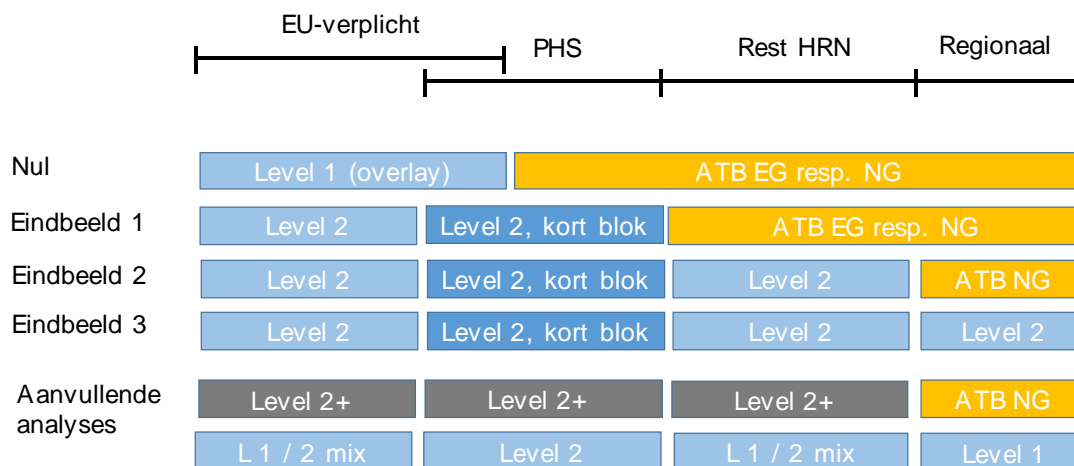 EU-verplicht
PHS
Rest HRN
Regionaal
Nul
Level 1 (overlay)
ATB EG resp. NG
Eindbeeld 1
Level 2
Level 2, kort blok
ATB EG resp. NG
Eindbeeld 2
Level 2
Level 2, kort blok
Level 2
ATB NG
Eindbeeld 3
Level 2
Level 2, kort blok
Level 2
Level 2
Aanvullende
analyses
Level 2+
Level 2+
Level 2+
ATB NG
L 1 / 2 mix
Level 2
L 1 / 2 mix
Level 1